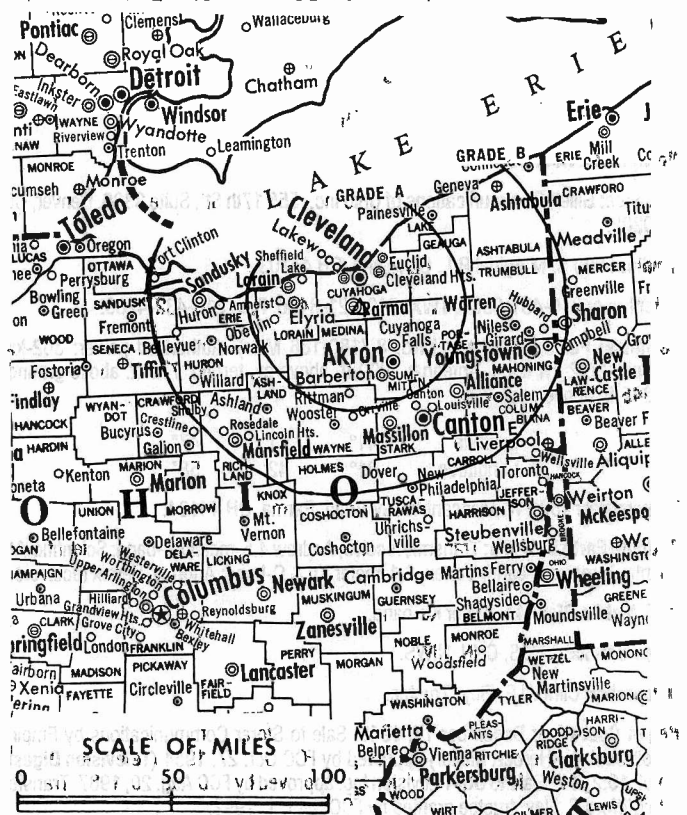 Pontiac
Clemens
Wallaceburg
Royal Oak
Dearborn
Detroit
Chatham
Inkster
Eastlawn
Windsor
WAYNE
Wyandotte
Riverview
Trenton
Leamington
MONROE
Monroe
LAKE ERIE
Erie
ERIE
Mill
Creek
GRADE B
GRADE A
Geneva
Ashtabula
CRAWFORD
Painesville
LAKE
Meadville
Toledo
Oregon
LUCAS
Cleveland
Lakewood
GEAUGA
ASHTABULA
Port Clinton
OTTAWA
Perrysburg
Sandusky
Sheffield
Lake
Lorain
Euclid
CUYAHOGA
Cleveland Hts.
TRUMBULL
MERCER
Greenville
Bowling
Green
SANDUSKY
Fremont
Huron
ERIE
Amherst
Elyria
Oberlin
LORAIN
MEDINA
Parma
Cuyahoga
Falls
Warren
Hubbard
Niles
Girard
Sharon
Campbell
WOOD
SENECA
Bellevue
Norwalk
PORTAGE
Youngstown
MAHONING
Fostoria
Tiffin
HURON
Willard
Akron
Barberton
SUMMIT
New
Castle
LAWRENCE
ASHLAND
Rittman
Alliance
Salem
COLUMBIANA
Findlay
WYANDOT
CRAWFORD
Shelby
Ashland
Wooster
Orrville
Canton
Louisville
BEAVER
HANCOCK
HARDIN
Bucyrus
Crestline
Galion
Rosedale
Lincoln Hts.
Mansfield
WAYNE
Massillon
STARK
Canton
E. Liverpool
Wellsville
Kenton
MARION
Marion
RICHLAND
HOLMES
Dover
New
Philadelphia
CARROLL
Toronto
HANCOCK
OHIO
UNION
MORROW
KNOX
COSHOCTON
TUSCARAWAS
HARRISON
JEFFERSON
Weirton
BROOKE
Bellefontaine
Delaware
DELAWARE
Mt.
Vernon
Coshocton
Uhrichsville
Steubenville
Wellsburg
LICKING
Westerville
Worthington
Upper Arlington
Columbus
Newark
Cambridge
Martins Ferry
OHIO
Wheeling
Urbana
Hilliard
Grandview Hts.
Reynoldsburg
MUSKINGUM
GUERNSEY
Bellaire
Shadyside
BELMONT
Moundsville
GREENE
CLARK
Grove City
Whitehall
Bexley
Zanesville
London
FRANKLIN
NOBLE
MONROE
Woodsfield
MARSHALL
PERRY
MORGAN
WETZEL
New
Martinsville
MADISON
PICKAWAY
FAIRFIELD
Lancaster
Xenia
FAYETTE
Circleville
WASHINGTON
TYLER
MARION
Marietta
PLEASANTS
DODDRIDGE
HARRISON
SCALE OF MILES
0 50 100
Belpre
Vienna
RITCHIE
Clarksburg
Parkersburg
WOOD
Weston
WIRT
LEWIS